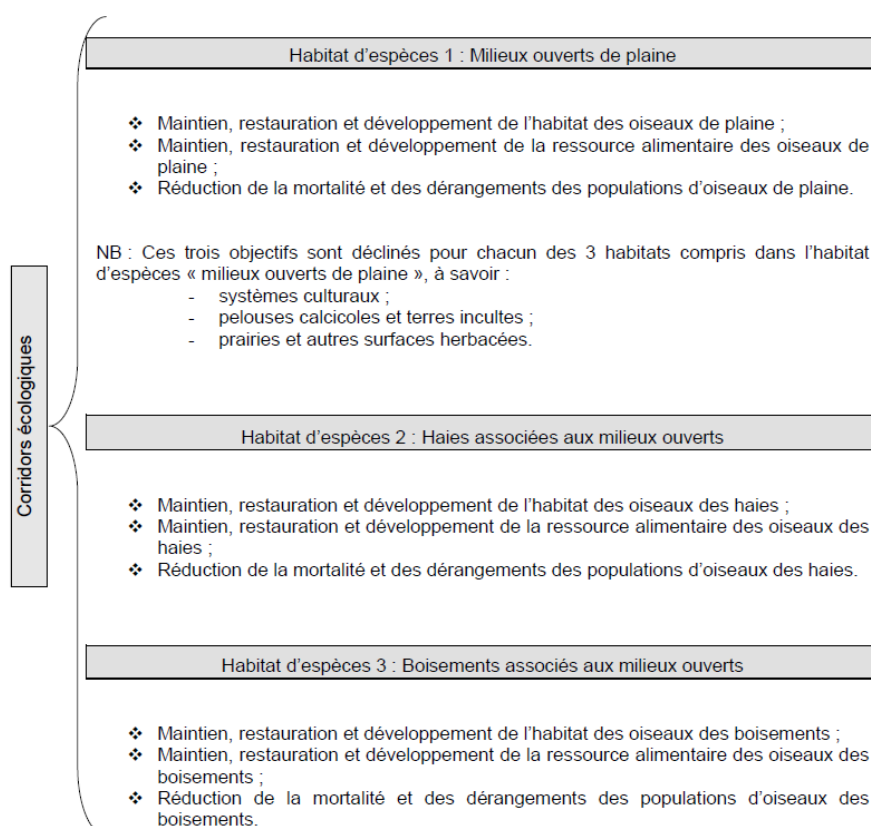 Corridors écologiques
Habitat d'espèces 1 : Milieux ouverts de plaine
❖ Maintien, restauration et développement de l'habitat des oiseaux de plaine ;
❖ Maintien, restauration et développement de la ressource alimentaire des oiseaux de
plaine ;
❖ Réduction de la mortalité et des dérangements des populations d'oiseaux de plaine.
NB : Ces trois objectifs sont déclinés pour chacun des 3 habitats compris dans l'habitat
d'espèces « milieux ouverts de plaine », à savoir :
- systèmes culturaux ;
- pelouses calcicoles et terres incultes ;
- prairies et autres surfaces herbacées.
Habitat d'espèces 2 : Haies associées aux milieux ouverts
❖ Maintien, restauration et développement de l'habitat des oiseaux des haies ;
❖ Maintien, restauration et développement de la ressource alimentaire des oiseaux des
haies ;
❖ Réduction de la mortalité et des dérangements des populations d'oiseaux des haies.
Habitat d'espèces 3 : Boisements associés aux milieux ouverts
❖ Maintien, restauration et développement de l'habitat des oiseaux des boisements ;
❖ Maintien, restauration et développement de la ressource alimentaire des oiseaux des
boisements ;
❖ Réduction de la mortalité et des dérangements des populations d'oiseaux des
boisements.